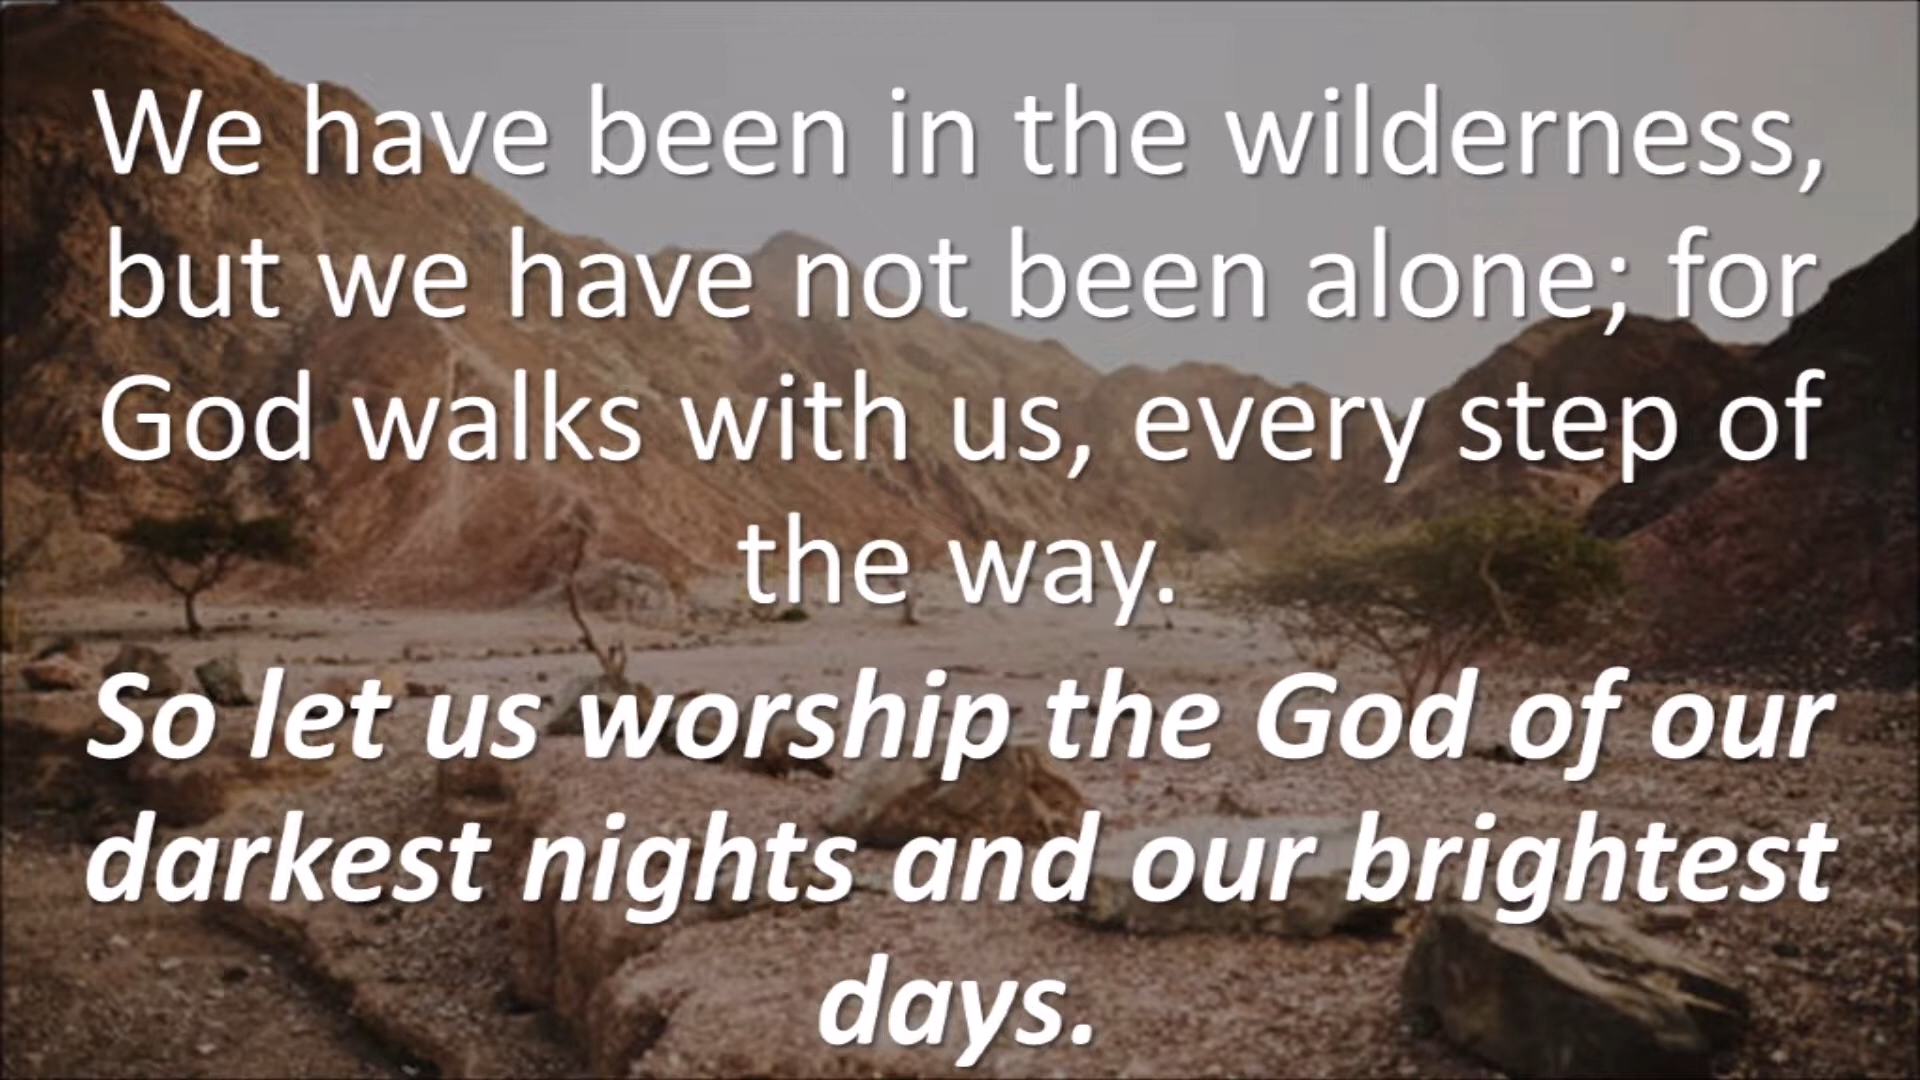 We have been in the wilderness,
but we have not been alone; for
God walks with us, every step of
the way.
So let us worship the God of our
darkest nights and our brightest
days.